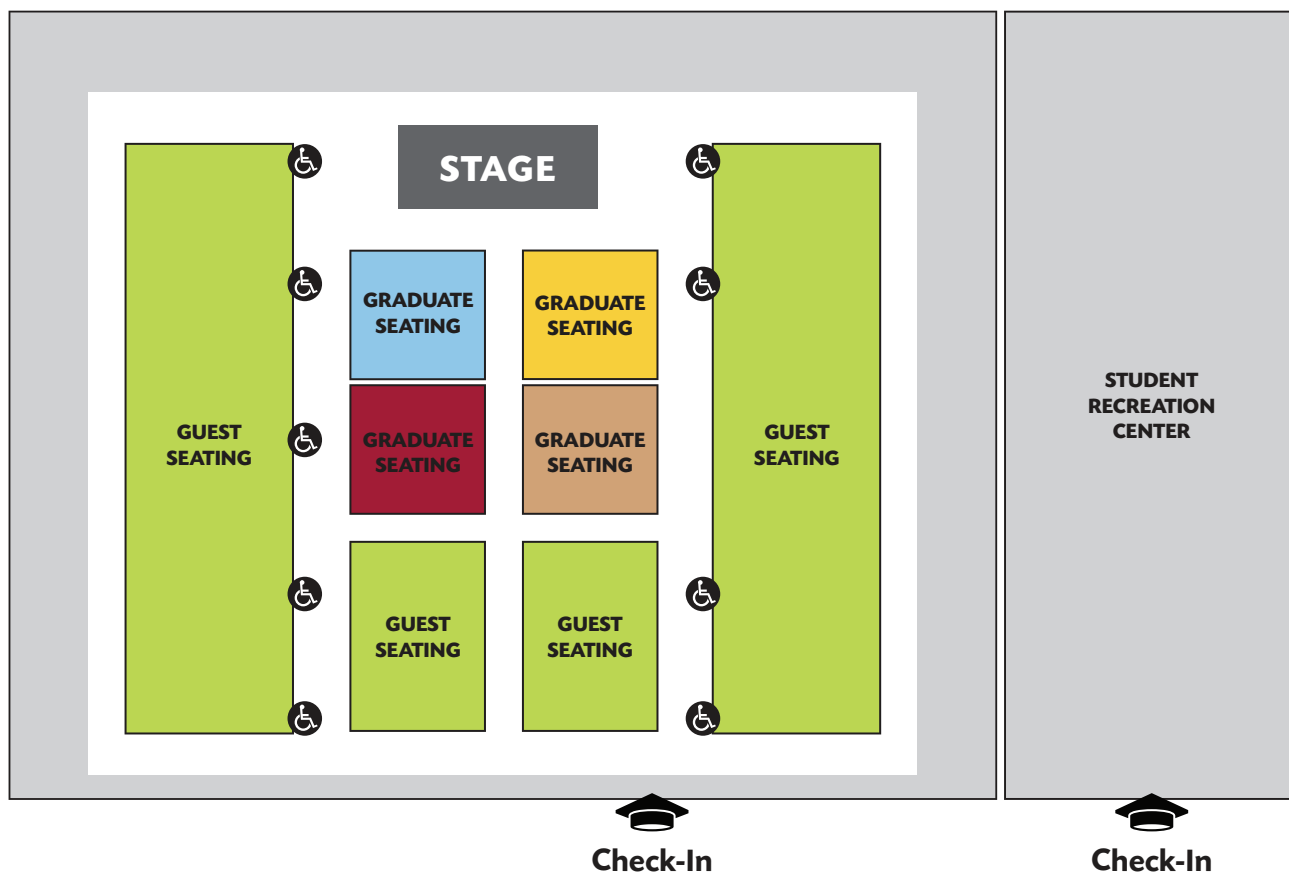 STAGE
GRADUATE
SEATING
GRADUATE
SEATING
GUEST
SEATING
GRADUATE
SEATING
GRADUATE
SEATING
GUEST
SEATING
STUDENT
RECREATION
CENTER
GUEST
SEATING
GUEST
SEATING
Check-In
Check-In